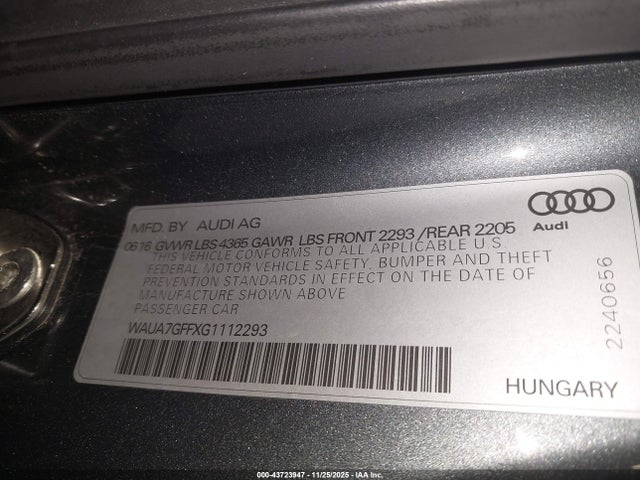 MFD. BY AUDI AG
0616 GVWR LBS 4365 GAWR LBS FRONT 2293 /REAR 2205
THIS VEHICLE CONFORMS TO ALL APPLICABLE U.S.
FEDERAL MOTOR VEHICLE SAFETY, BUMPER AND THEFT
PREVENTION STANDARDS IN EFFECT ON THE DATE OF
MANUFACTURE SHOWN ABOVE
PASSENGER CAR
WAUA7GFFXG1112293
Audi
2240656
HUNGARY
000-43723947 - 11/25/2025 - IAA Inc.